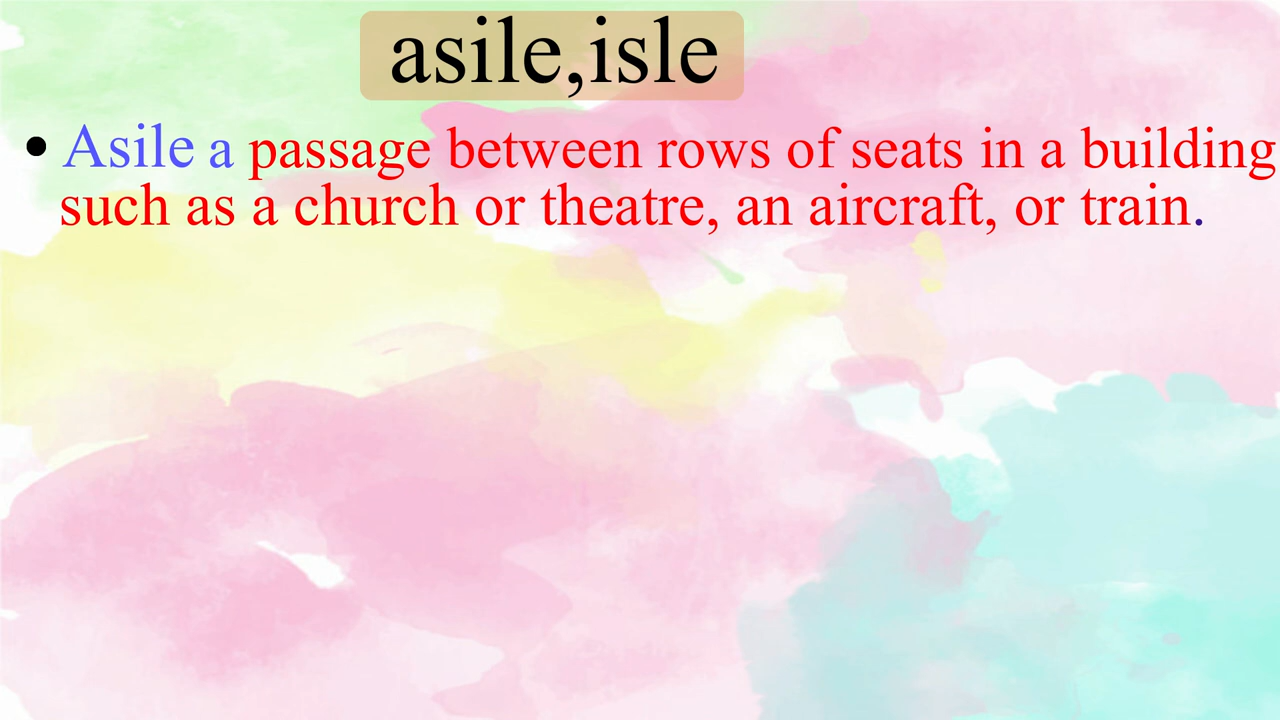 asile,isle
• Asile a passage between rows of seats in a building
such as a church or theatre, an aircraft, or train.